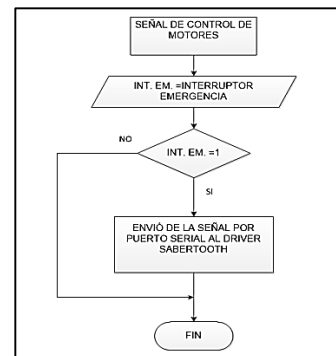 SEÑAL DE CONTROL DE
MOTORES
INT. EM. =INTERRUPTOR
EMERGENCIA
NO
INT. EM. =1
SI
ENVIÓ DE LA SEÑAL POR
PUERTO SERIAL AL DRIVER
SABERTOOTH
FIN